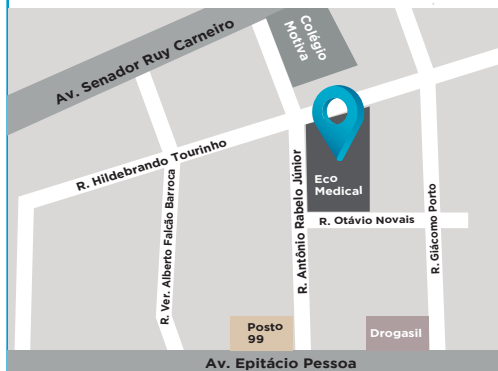 Av. Senador Ruy Carneiro
Colégio
Motiva
R. Hildebrando Tourinho
R. Ver. Alberto Falcão Barroca
R. Antônio Rabelo Júnior
Eco
Medical
R. Otávio Novais
R. Giácomo Porto
Posto
99
Drogasil
Av. Epitácio Pessoa